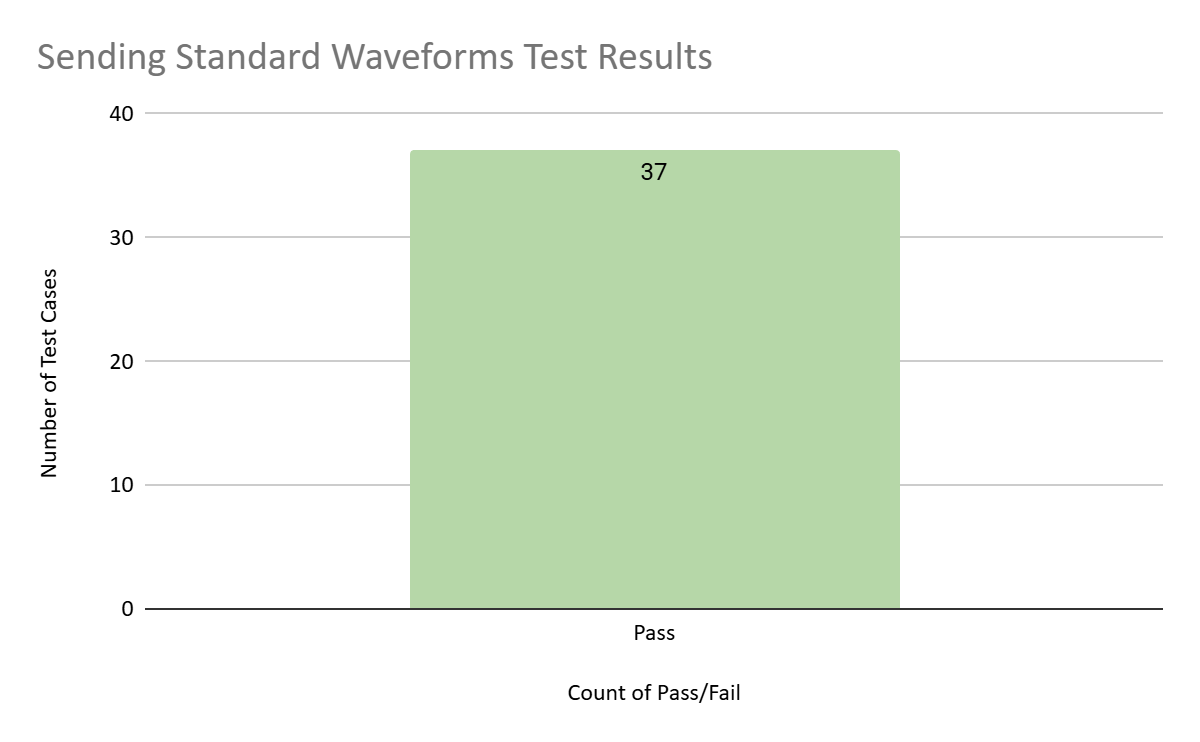 Sending Standard Waveforms Test Results
40
37
30
Number of Test Cases
20
10
0
Pass
Count of Pass/Fail